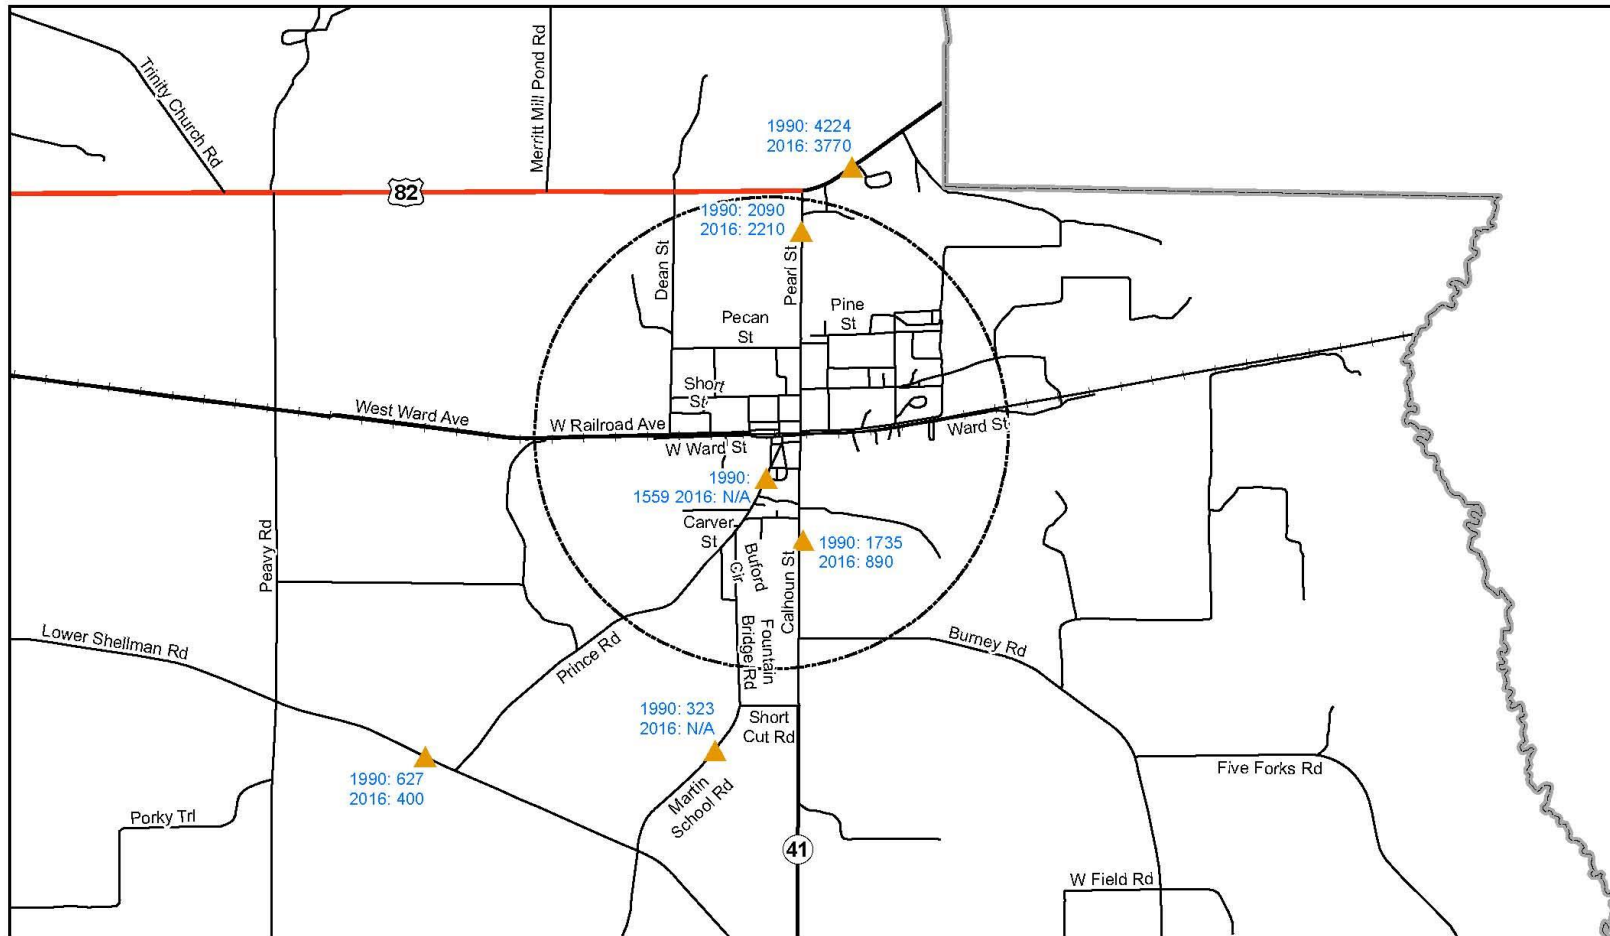 Trinity Church Rd
Merritt Mill Pond Rd
1990: 4224
2016: 3770
82
1990: 2090
2016: 2210
Dean St
Pearl St
Pecan
St
Pine
St
Short
St
West Ward Ave
W Railroad Ave
W Ward St
Ward St
1990:
1559 2016: N/A
Carver
St
Buford
Cir
Calhoun St
1990: 1735
2016: 890
Peavy Rd
Lower Shellman Rd
Prince Rd
Fountain
Bridge Rd
Burney Rd
1990: 323
2016: N/A
Short
Cut Rd
1990: 627
2016: 400
Martin
School Rd
Five Forks Rd
Porky Trl
41
W Field Rd